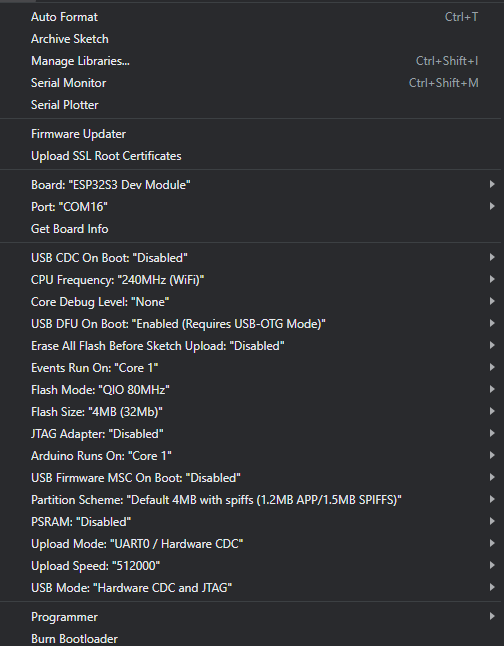 Auto Format Ctrl+T
Archive Sketch
Manage Libraries... Ctrl+Shift+I
Serial Monitor Ctrl+Shift+M
Serial Plotter
Firmware Updater
Upload SSL Root Certificates
Board: "ESP32S3 Dev Module"
Port: "COM16"
Get Board Info
USB CDC On Boot: "Disabled"
CPU Frequency: "240MHz (WiFi)"
Core Debug Level: "None"
USB DFU On Boot: "Enabled (Requires USB-OTG Mode)"
Erase All Flash Before Sketch Upload: "Disabled"
Events Run On: "Core 1"
Flash Mode: "QIO 80MHz"
Flash Size: "4MB (32Mb)"
JTAG Adapter: "Disabled"
Arduino Runs On: "Core 1"
USB Firmware MSC On Boot: "Disabled"
Partition Scheme: "Default 4MB with spiffs (1.2MB APP/1.5MB SPIFFS)"
PSRAM: "Disabled"
Upload Mode: "UART0 / Hardware CDC"
Upload Speed: "512000"
USB Mode: "Hardware CDC and JTAG"
Programmer
Burn Bootloader